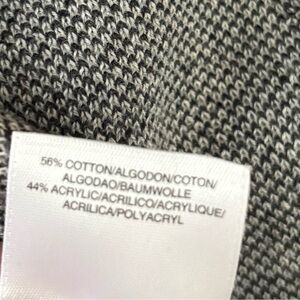 56% COTTON/ALGODON/COTON/
ALGODAO/BAUMWOLLE
44% ACRYLIC/ACRILICO/ACRYLIQUE/
ACRILICA/POLYACRYL